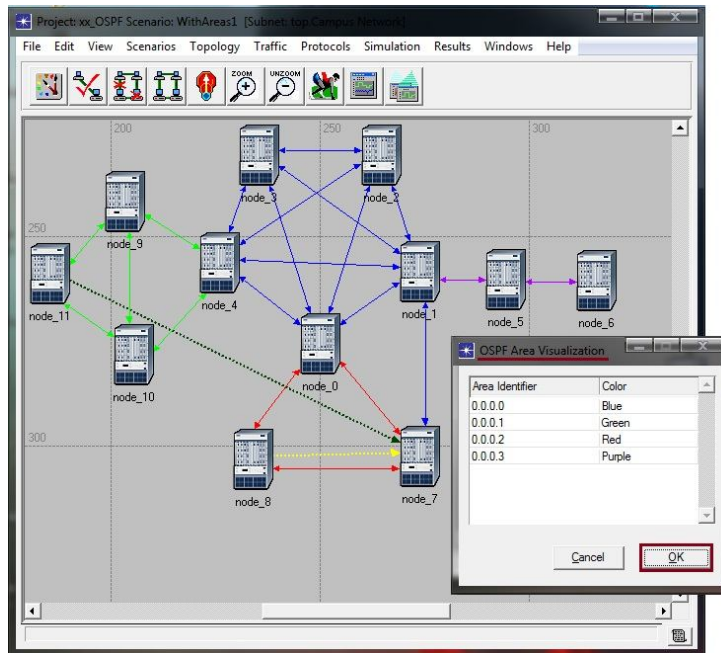 Project: xx_OSPF Scenario: WithAreas1 [Subnet: top.Campus Network]
File Edit View Scenarios Topology Traffic Protocols Simulation Results Windows Help
ZOOM UNZOOM
200 250 300
node_3 node_2
250
node_9
node_4 node_1
node_11 node_5 node_6
node_10 node_0
OSPF Area Visualization
Area Identifier Color
0.0.0.0 Blue
0.0.0.1 Green
0.0.0.2 Red
0.0.0.3 Purple
300
node_8 node_7
Cancel OK